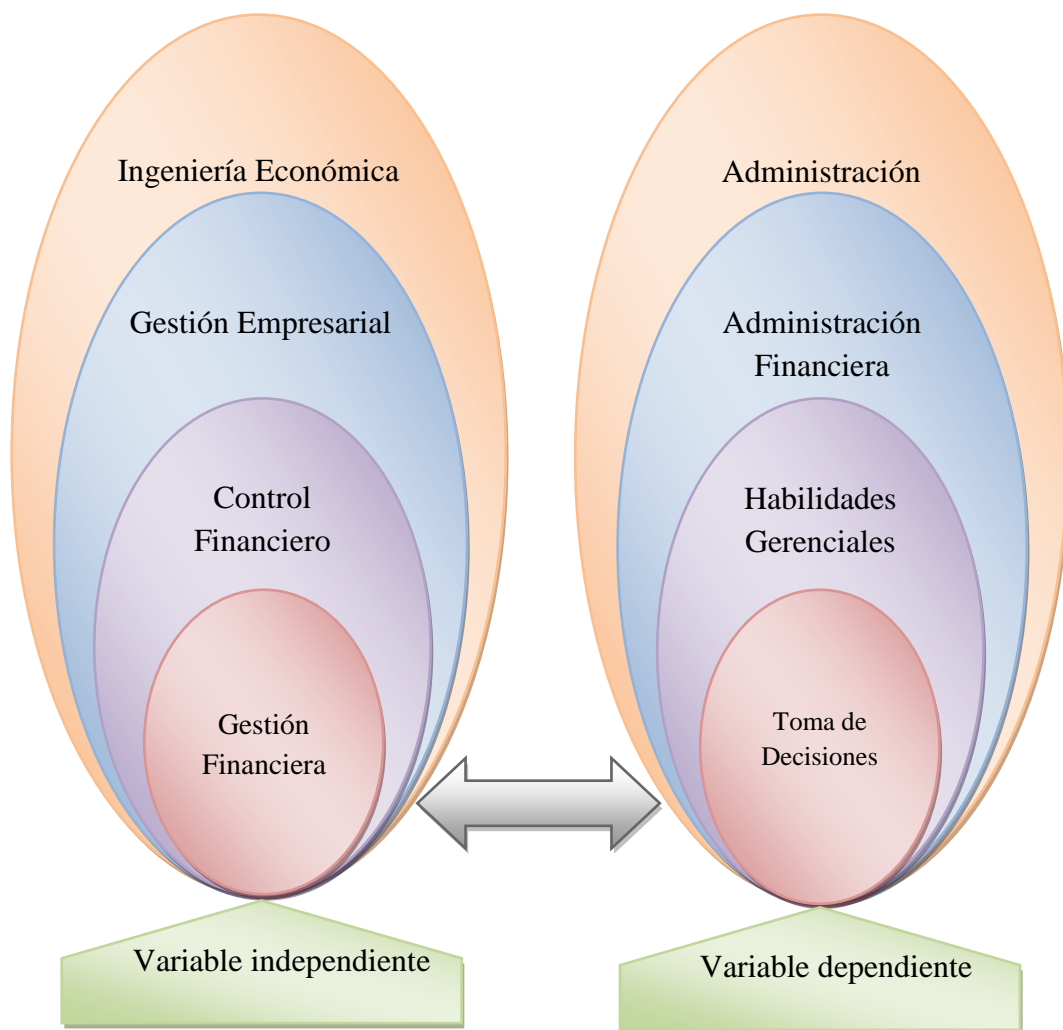 Ingeniería Económica
Gestión Empresarial
Control
Financiero
Gestión
Financiera
Variable independiente
Administración
Administración
Financiera
Habilidades
Gerenciales
Toma de
Decisiones
Variable dependiente